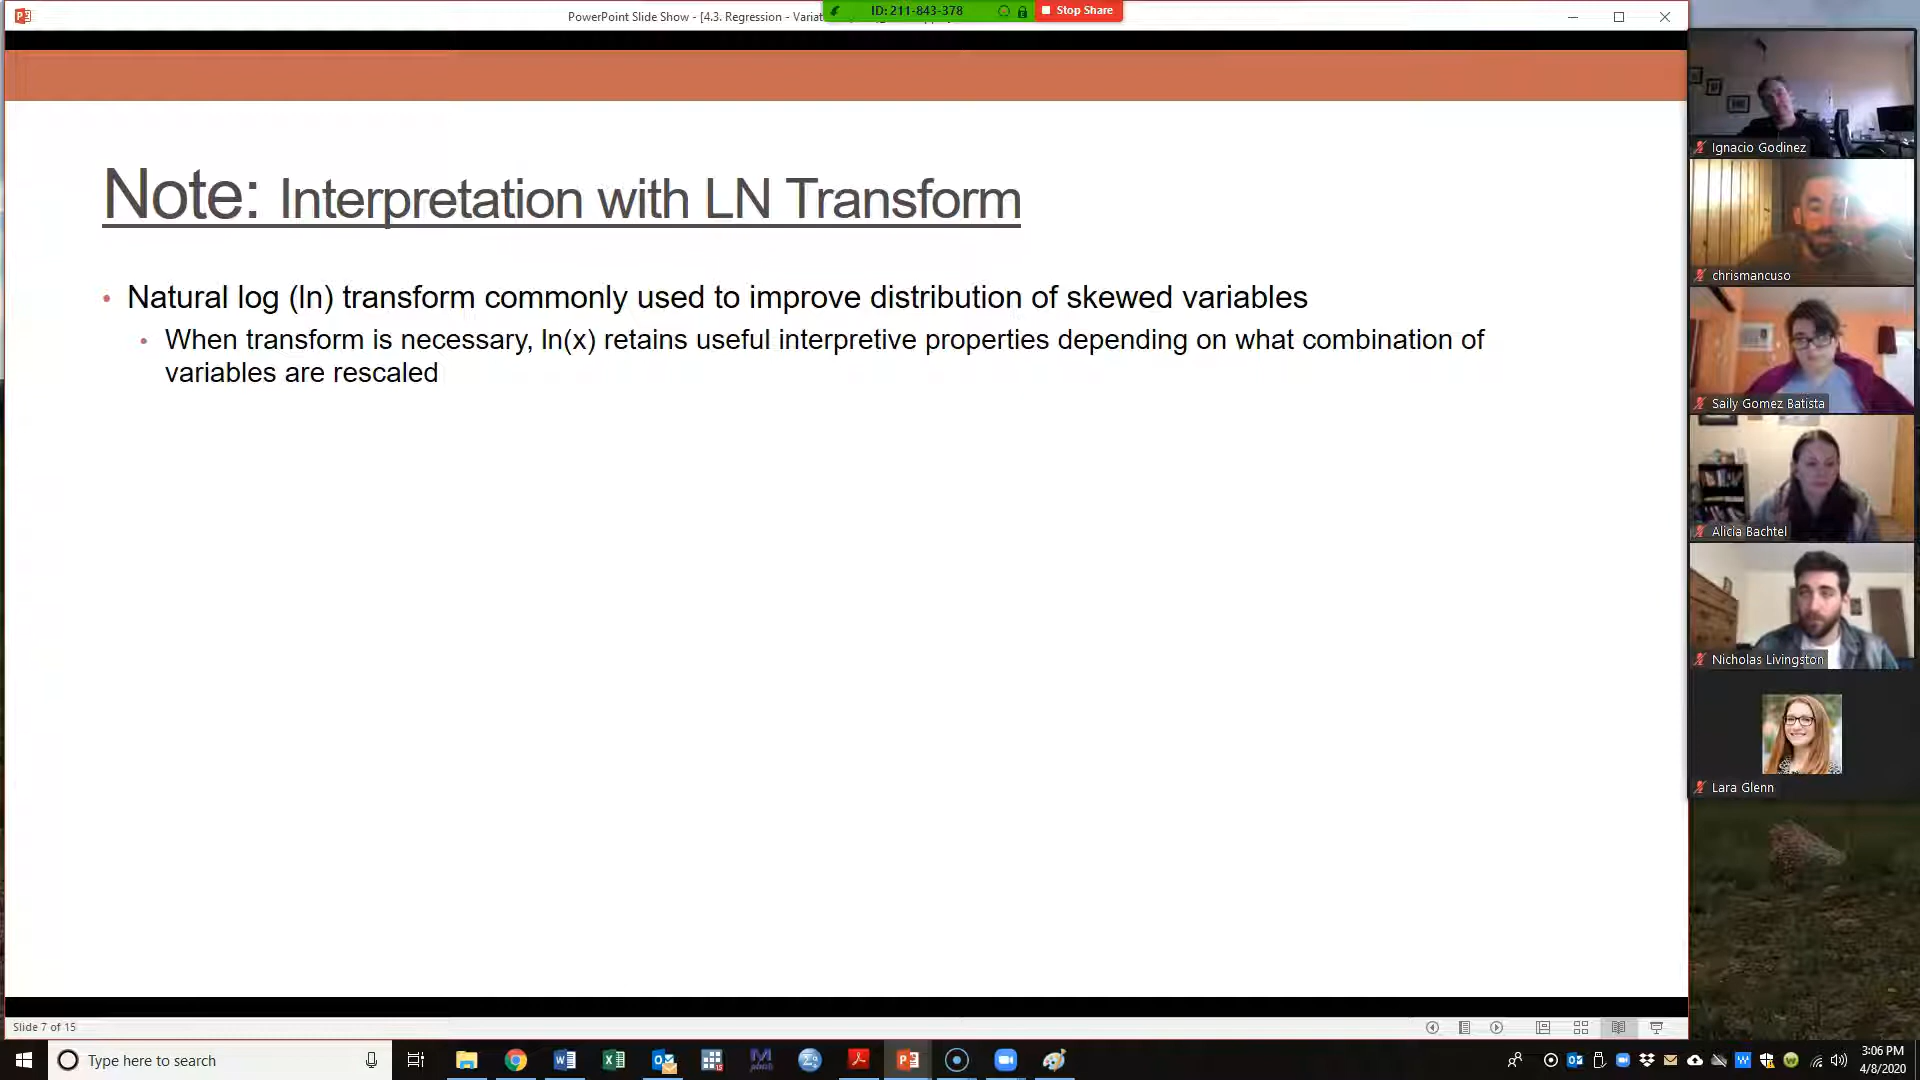 PowerPoint Slide Show - [4.3. Regression - Variat
ID: 211-843-378
Stop Share
Note: Interpretation with LN Transform
• Natural log (ln) transform commonly used to improve distribution of skewed variables
• When transform is necessary, ln(x) retains useful interpretive properties depending on what combination of
variables are rescaled
Ignacio Godinez
chrismancuso
Saily Gomez Batista
Alicia Bachtel
Nicholas Livingston
Lara Glenn
Slide 7 of 15
Type here to search
3:06 PM
4/8/2020